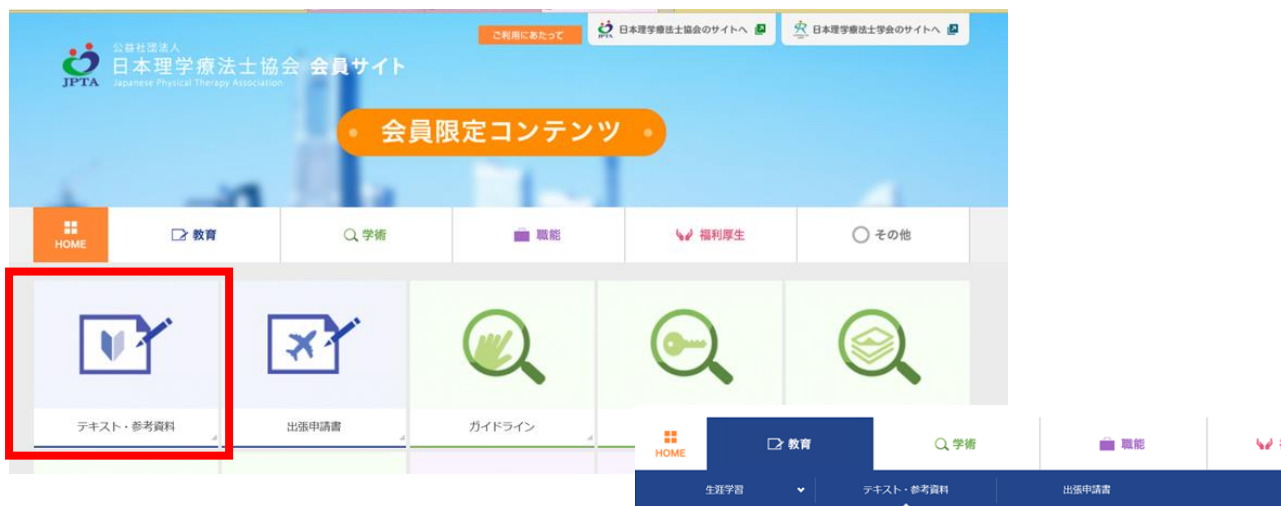 ご利用にあたって
日本理学療法士協会のサイトへ
日本理学療法士学会のサイトへ
公益社団法人
日本理学療法士協会 会員サイト
Japanese Physical Therapy Association
JPTA
会員限定コンテンツ
HOME
教育
学術
職能
福利厚生
その他
テキスト・参考資料
出張申請書
ガイドライン
HOME
教育
学術
職能
生涯学習
テキスト・参考資料
出張申請書